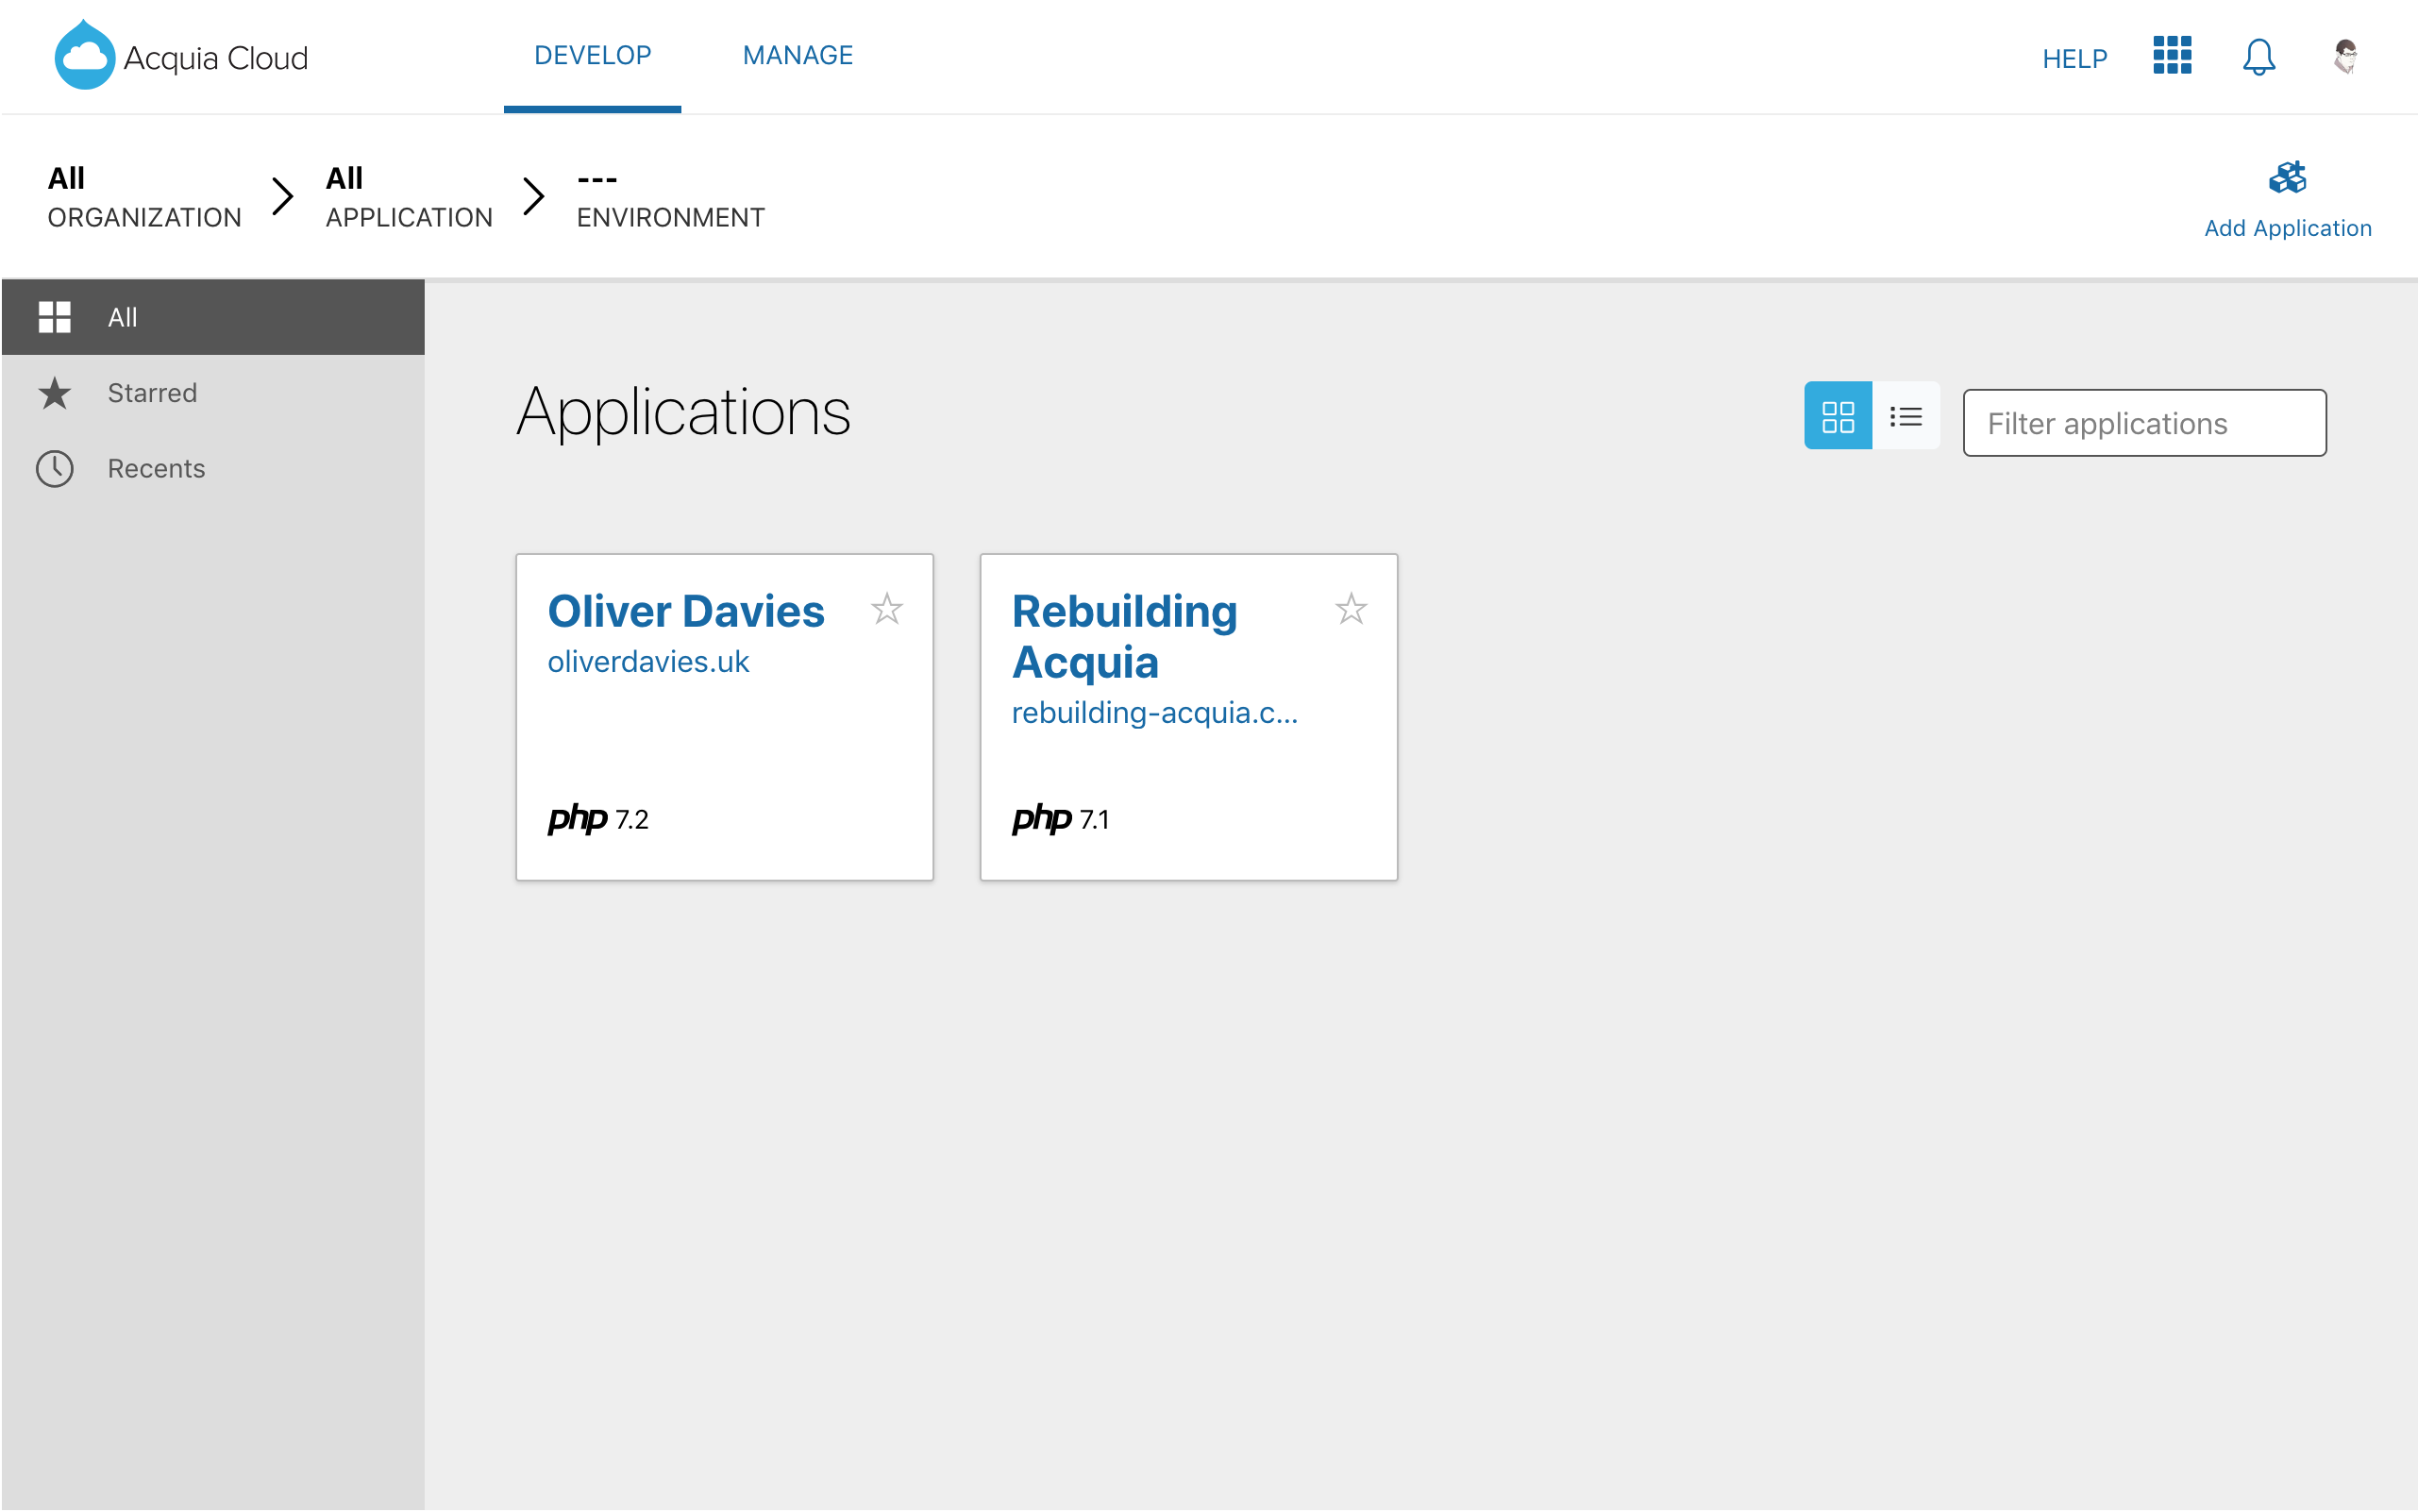 Acquia Cloud
DEVELOP
MANAGE
HELP
All
ORGANIZATION
All
APPLICATION
---
ENVIRONMENT
Add Application
All
Starred
Recents
Applications
Filter applications
Oliver Davies
oliverdavies.uk
php 7.2
Rebuilding
Acquia
rebuilding-acquia.c...
php 7.1